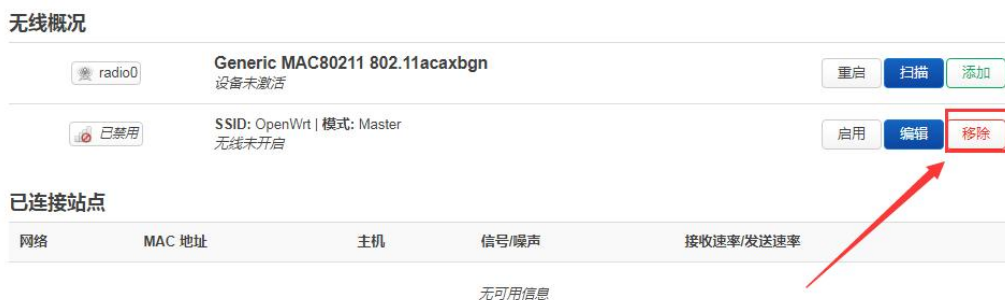 无线概况
radio0
Generic MAC80211 802.11acaxbgn
设备未激活
重启 扫描 添加
已禁用
SSID: OpenWrt | 模式: Master
无线未开启
启用 编辑 移除
已连接站点
网络 MAC 地址 主机 信号/噪声 接收速率/发送速率
无可用信息